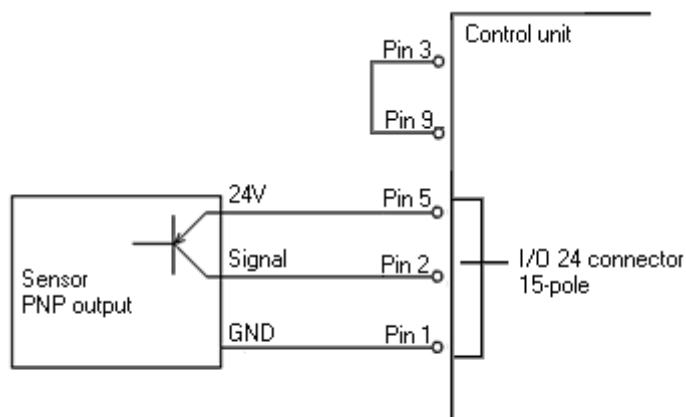 Control unit
Pin 3
Pin 9
24V
Pin 5
Signal
Pin 2
I/O 24 connector
15-pole
Sensor
PNP output
GND
Pin 1